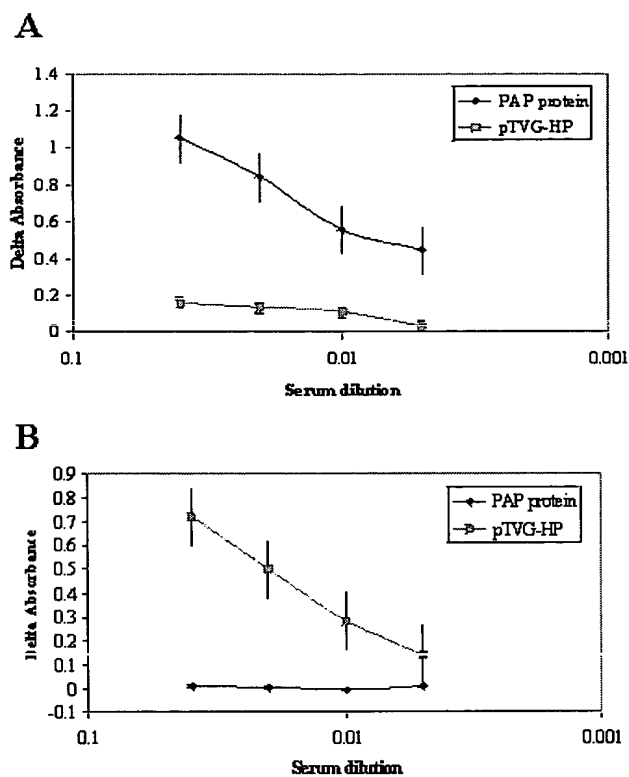 A
1.4
1.2
1
0.8
0.6
0.4
0.2
0
Delta Absorbance
PAP protein
pTVG-HP
0.1
0.01
0.001
Serum dilution
B
0.9
0.8
0.7
0.6
0.5
0.4
0.3
0.2
0.1
0
-0.1
Delta Absorbance
PAP protein
pTVG-HP
0.1
0.01
0.001
Serum dilution